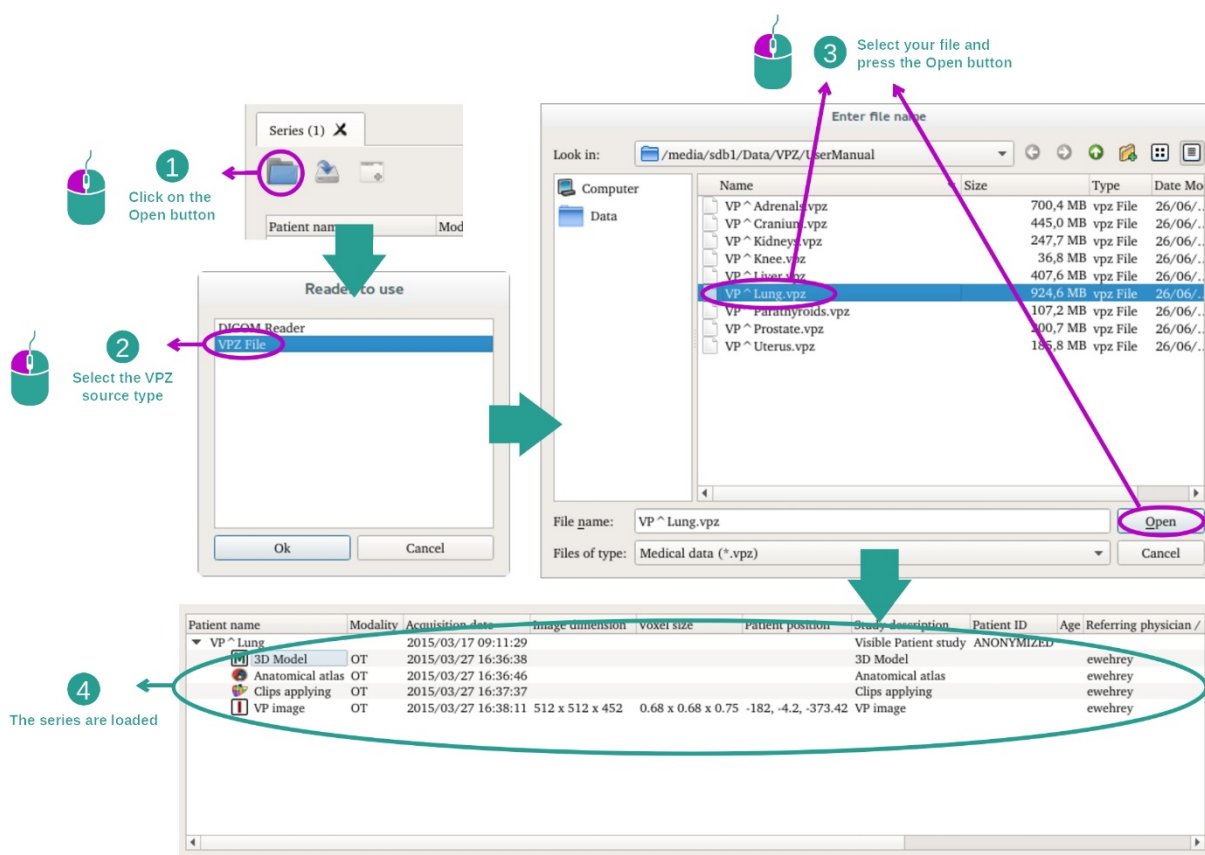 3
Select your file and
press the Open button
Series (1)
1
Click on the
Open button
Patient name Mod
Reader to use
DICOM Reader
VPZ File
2
Select the VPZ
source type
Ok Cancel
Enter file name
Look in: /media/sdb1/Data/VPZ/UserManual
Computer
Data
Name Size Type Date Mo
VP^Adrenals.vpz 700,4 MB vpz File 26/06/..
VP^Cranium.vpz 445,0 MB vpz File 26/06/..
VP^Kidneys.vpz 247,7 MB vpz File 26/06/..
VP^Knee.vpz 36,8 MB vpz File 26/06/..
VP^Liver.vpz 407,6 MB vpz File 26/06/..
VP^Lung.vpz 924,6 MB vpz File 26/06/..
VP^Parathyroids.vpz 107,2 MB vpz File 26/06/..
VP^Prostate.vpz 200,7 MB vpz File 26/06/..
VP^Uterus.vpz 185,8 MB vpz File 26/06/..
File name: VP^Lung.vpz Open
Files of type: Medical data (*.vpz) Cancel
Patient name Modality Acquisition date Image dimension Voxel size Patient position Study description Patient ID Age Referring physician /
VP^Lung 2015/03/17 09:11:29 Visible Patient study ANONYMIZED
M 3D Model OT 2015/03/27 16:36:38 3D Model ewehrey
Anatomical atlas OT 2015/03/27 16:36:46 Anatomical atlas ewehrey
Clips applying OT 2015/03/27 16:37:37 Clips applying ewehrey
I VP image OT 2015/03/27 16:38:11 512 x 512 x 452 0.68 x 0.68 x 0.75 -182, -4.2, -373.42 VP image ewehrey
4
The series are loaded